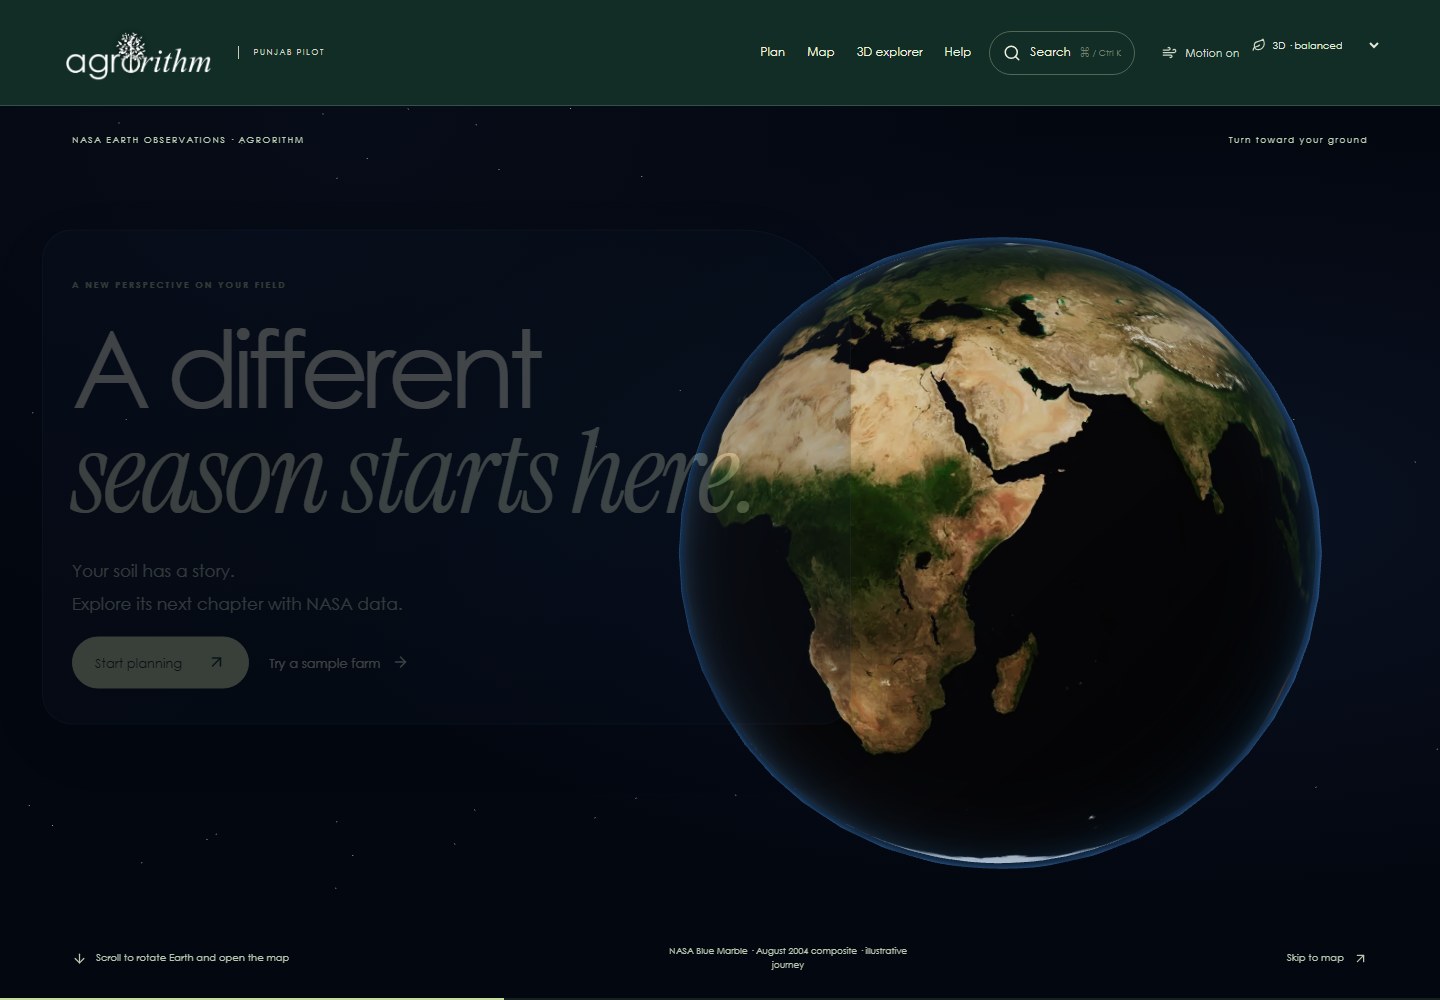 agrorithm
PUNJAB PILOT
Plan
Map
3D explorer
Help
Search ⌘ / Ctrl K
Motion on
3D · balanced
NASA EARTH OBSERVATIONS · AGRORITHM
Turn toward your ground
A NEW PERSPECTIVE ON YOUR FIELD
A different
season starts here.
Your soil has a story.
Explore its next chapter with NASA data.
Start planning
Try a sample farm
Scroll to rotate Earth and open the map
NASA Blue Marble · August 2004 composite · illustrative
journey
Skip to map